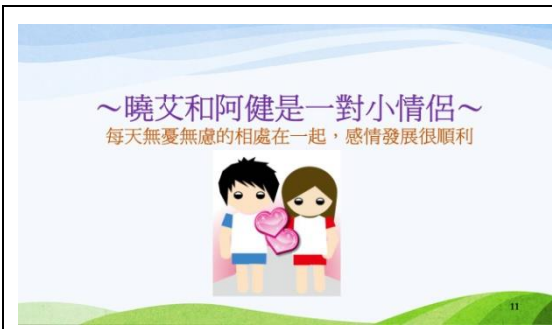 ～曉艾和阿健是一對小情侶～
每天無憂無慮的相處在一起，感情發展很順利
11